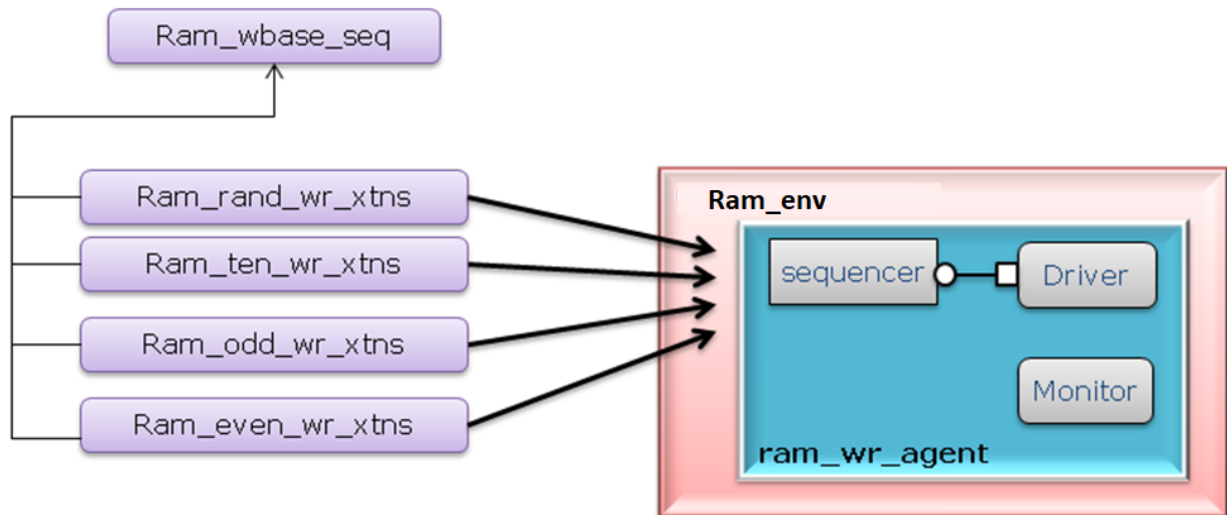 Ram_wbase_seq
Ram_rand_wr_xtns
Ram_ten_wr_xtns
Ram_odd_wr_xtns
Ram_even_wr_xtns
Ram_env
sequencer
Driver
Monitor
ram_wr_agent